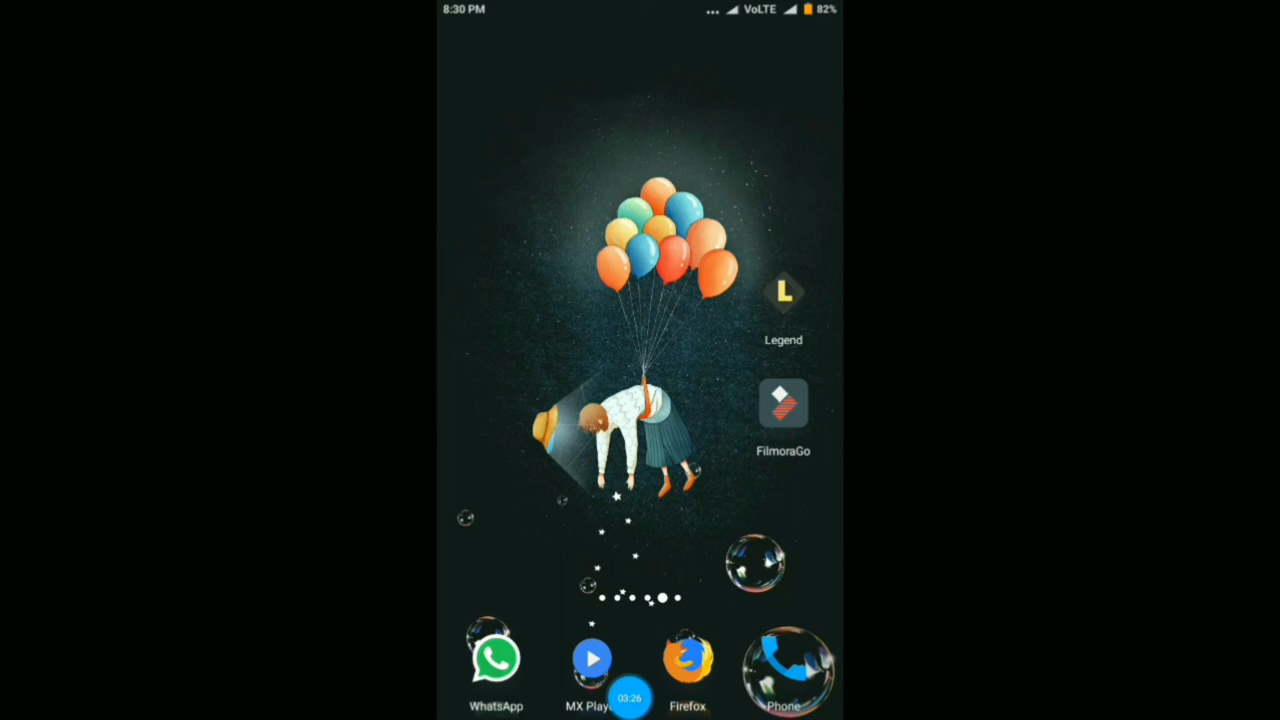 8:30 PM
... VoLTE 82%
L
Legend
FilmoraGo
WhatsApp
MX Play
03:26
Firefox
Phone